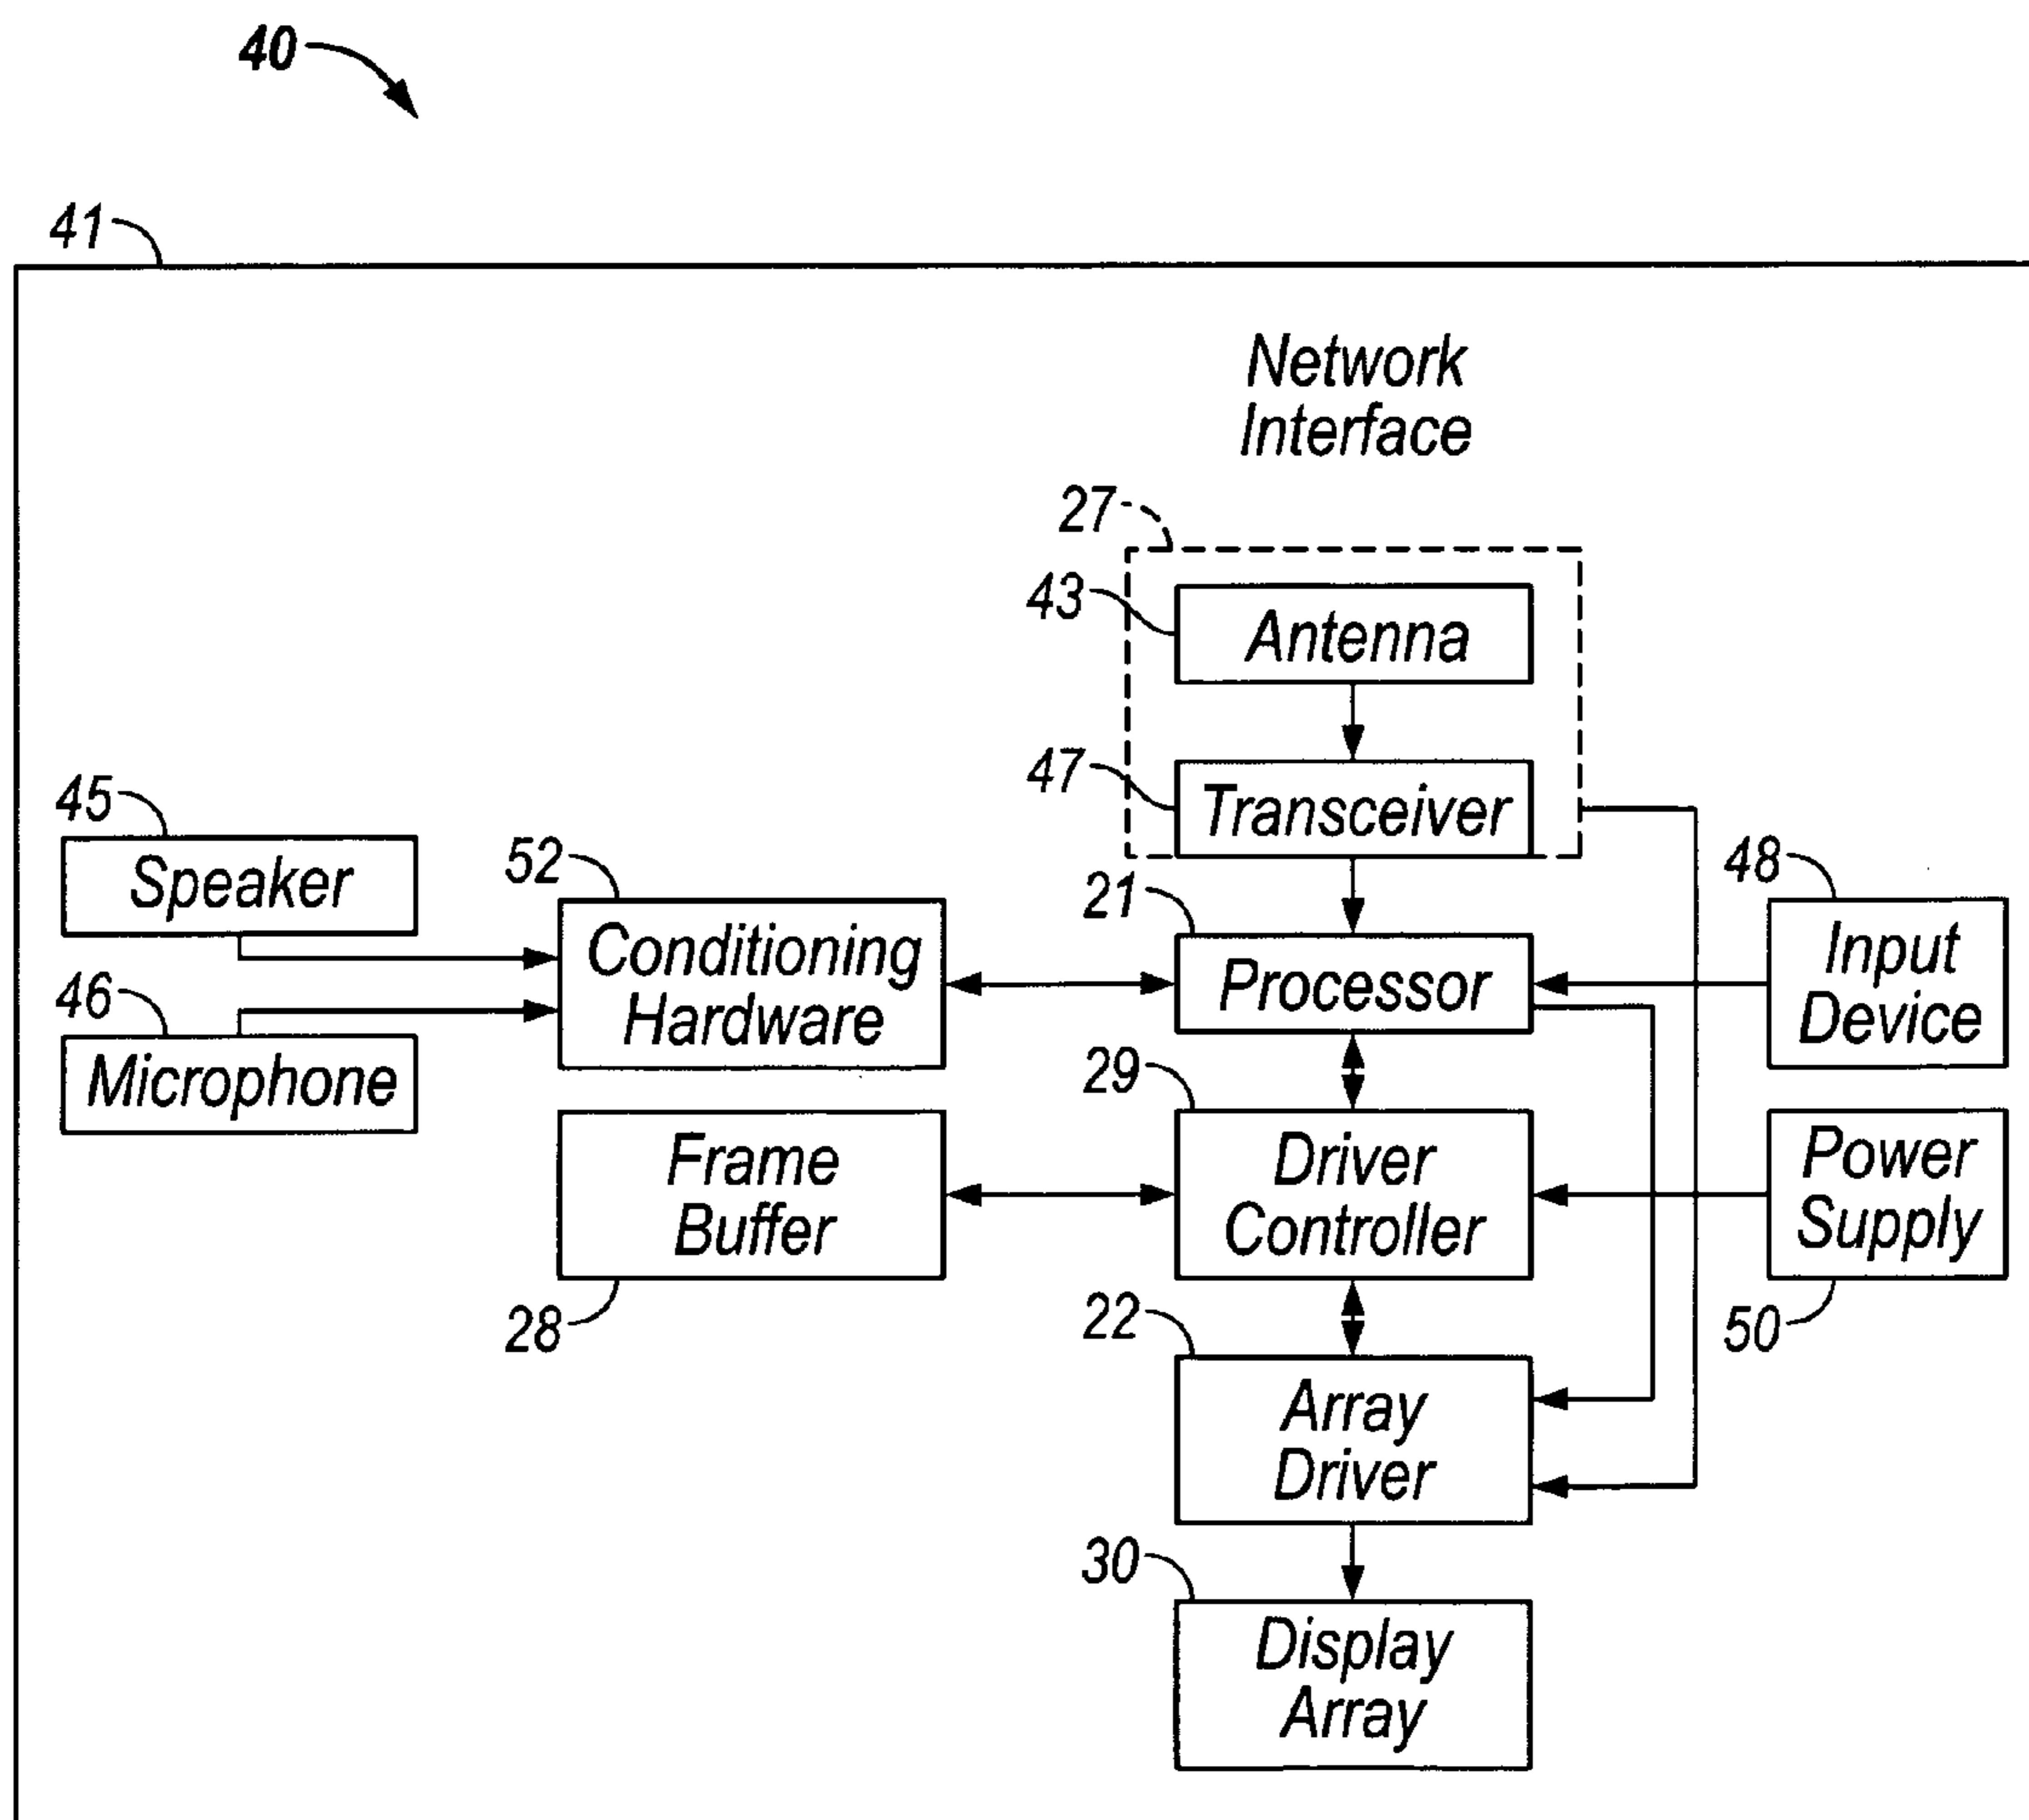 40
41
Network
Interface
27
43
Antenna
47
Transceiver
45
Speaker
52
Conditioning
Hardware
21
Processor
48
Input
Device
46
Microphone
29
Driver
Controller
Frame
Buffer
28
Power
Supply
50
22
Array
Driver
30
Display
Array